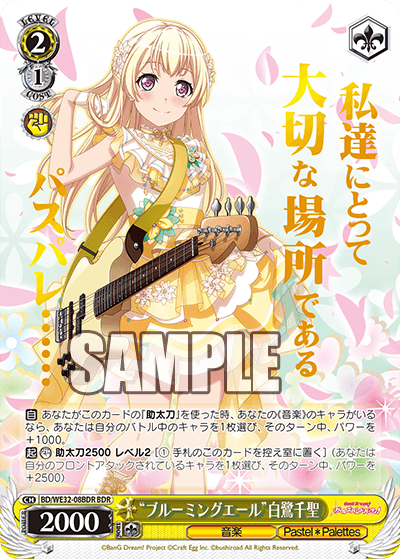 LEVEL
2
1
COST
私達にとって
大切な場所である
パスパレ……
SAMPLE
自 あなたがこのカードの「助太刀」を使った時、あなたの《音楽》のキャラがいる
なら、あなたは自分のバトル中のキャラを1枚選び、そのターン中、パワーを
+1000。
起 助太刀2500 レベル2 [① 手札のこのカードを控え室に置く] (あなたは
自分のフロントアタックされているキャラを1枚選び、そのターン中、パワーを
+2500)
CH BD/WE32-08BDR BDR
2000
“ブルーミングエール”白鷺千聖
音楽
Pastel＊Palettes
©BanG Dream! Project ©Craft Egg Inc. ©bushiroad All Rights Reserved.